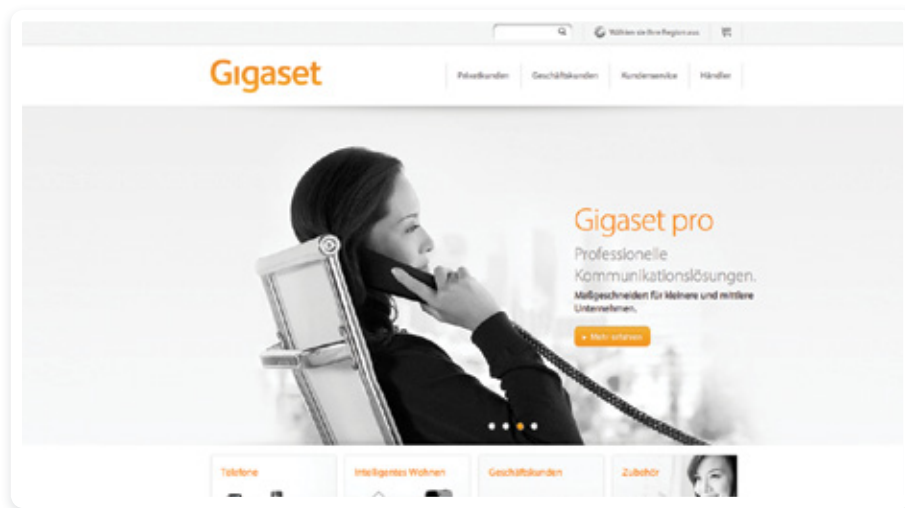 Wählen sie Ihre Region aus
Gigaset
Privatkunden Geschäftskunden Kundenservice Händler
Gigaset pro
Professionelle
Kommunikationslösungen.
Maßgeschneidert für kleinere und mittlere
Unternehmen.
Mehr erfahren
Telefone Intelligentes Wohnen Geschäftskunden Zubehör